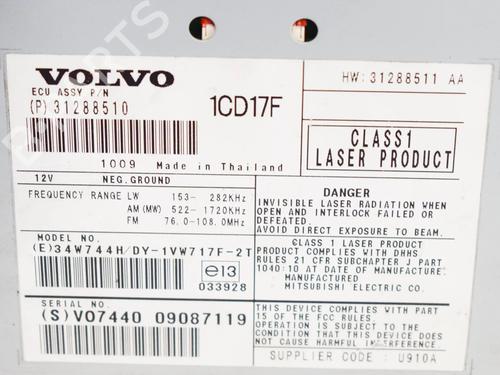 VOLVO
ECU ASSY P/N
(P) 31288510
1CD17F
HW: 31288511 AA
CLASS1
LASER PRODUCT
1009 Made in Thailand
12V NEG.GROUND
FREQUENCY RANGE LW 153- 282KHz
AM(MW) 522- 1720KHz
FM 76.0-108.0MHz
DANGER
INVISIBLE LASER RADIATION WHEN
OPEN AND INTERLOCK FAILED OR
DEFEATED.
AVOID DIRECT EXPOSURE TO BEAM.
MODEL NO.
(E)34W744H/DY-1VW717F-2T
e13
033928
CLASS 1 LASER PRODUCT
PRODUCT COMPLIES WITH DHHS
RULES 21 CFR SUBCHAPTER J PART
1040:10 AT DATE OF MANUFACTURE.
MANUFACTURED
MITSUBISHI ELECTRIC CO.
SERIAL NO.
(S)V07440 09087119
THIS DEVICE COMPLIES WITH PART
15 OF THE FCC RULES.
OPERATION IS SUBJECT TO THE
CONDITION THAT THIS DEVICE DOES
NOT CAUSE HARMFUL INTERFERENCE.
SUPPLIER CODE : U910A